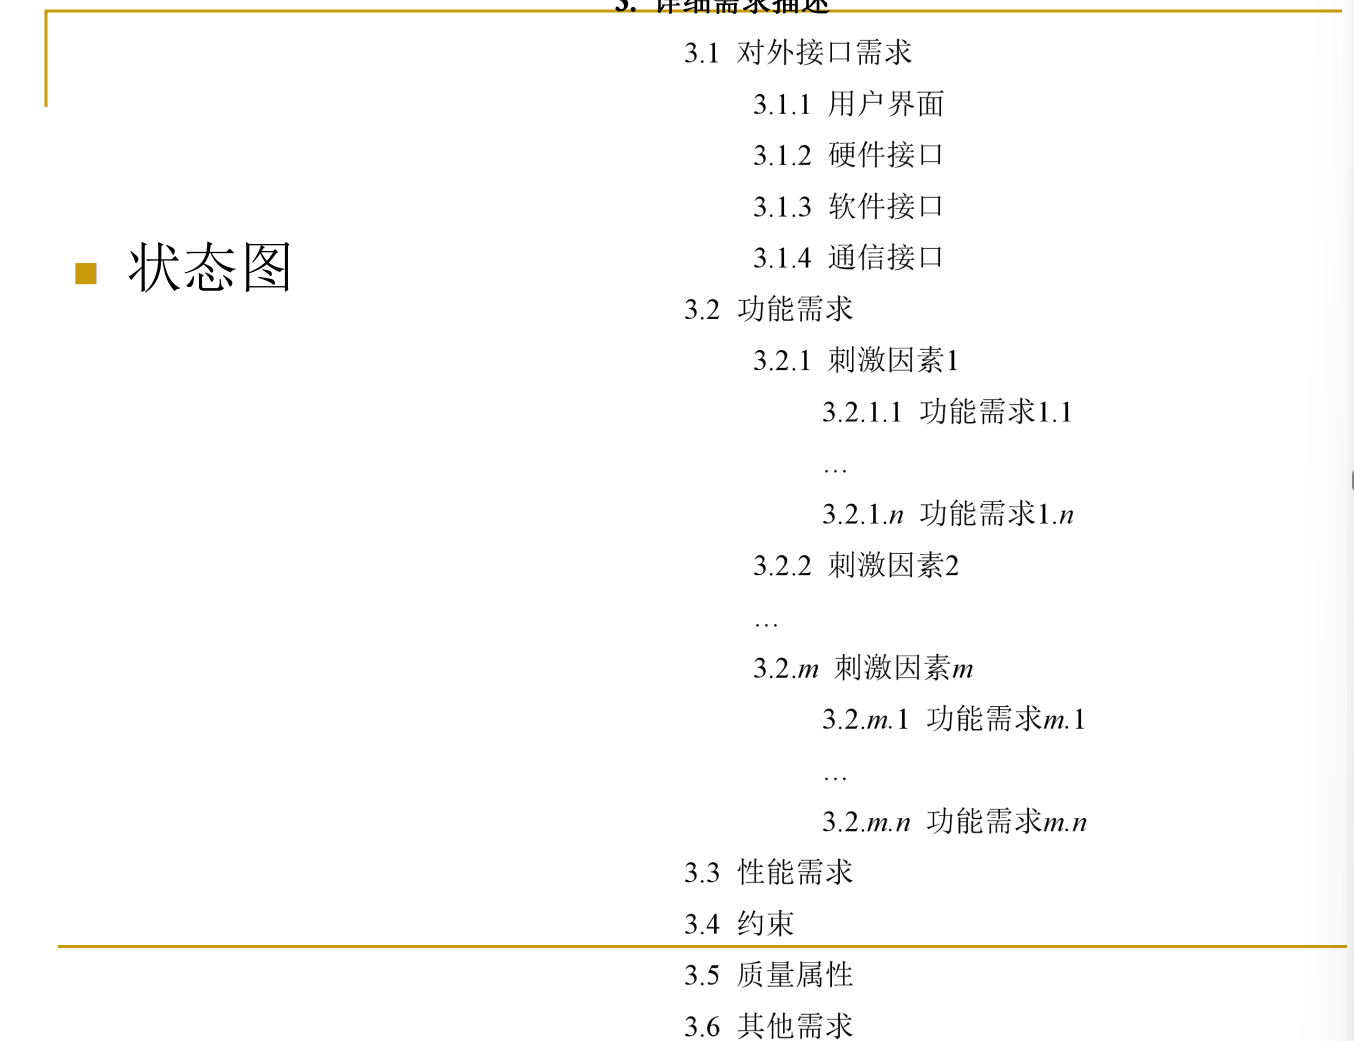 3. 详细需求描述
3.1 对外接口需求
3.1.1 用户界面
3.1.2 硬件接口
3.1.3 软件接口
3.1.4 通信接口
状态图
3.2 功能需求
3.2.1 刺激因素1
3.2.1.1 功能需求1.1
…
3.2.1.n 功能需求1.n
3.2.2 刺激因素2
…
3.2.m 刺激因素m
3.2.m.1 功能需求m.1
…
3.2.m.n 功能需求m.n
3.3 性能需求
3.4 约束
3.5 质量属性
3.6 其他需求